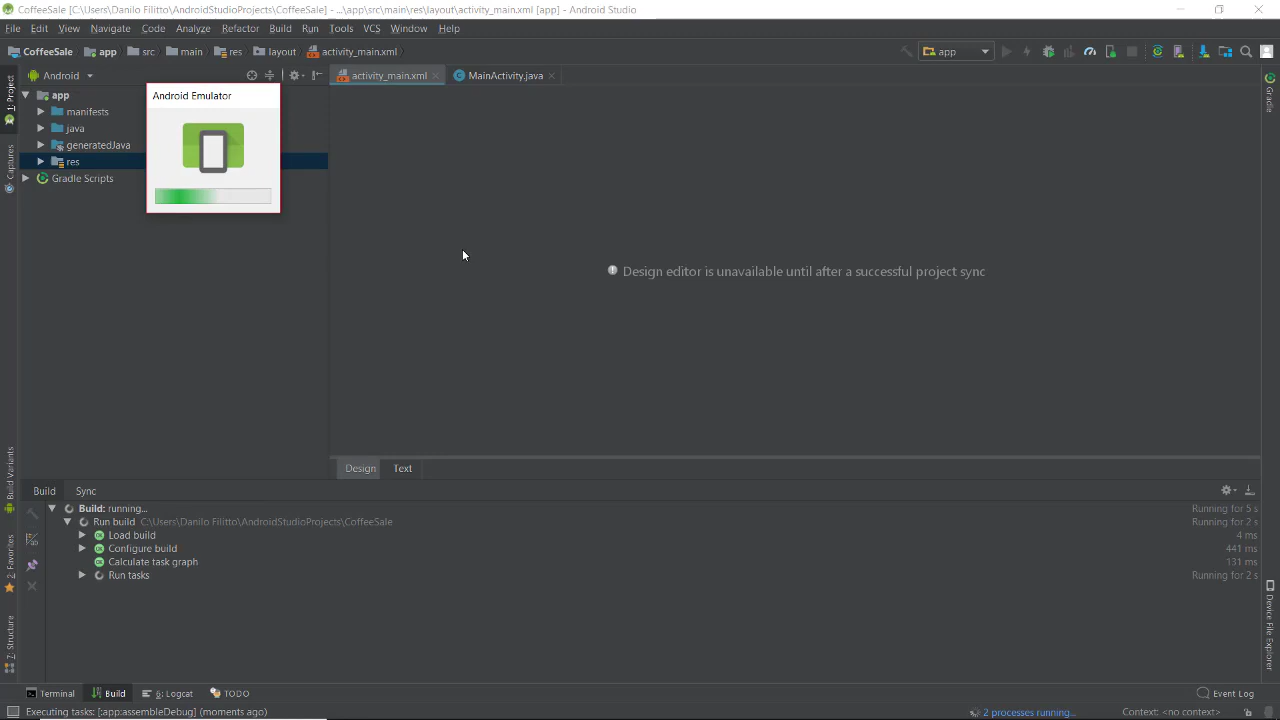 CoffeeSale [C:\Users\Danilo Filitto\AndroidStudioProjects\CoffeeSale] - ...\app\src\main\res\layout\activity_main.xml [app] - Android Studio
File Edit View Navigate Code Analyze Refactor Build Run Tools VCS Window Help
CoffeeSale app src main res layout activity_main.xml app
1: Project
Captures
Build Variants
2: Favorites
7: Structure
Android
Android Emulator
app
manifests
java
generatedJava
res
Gradle Scripts
activity_main.xml MainActivity.java
Design editor is unavailable until after a successful project sync
Design Text
Gradle
Device File Explorer
Build Sync
Build: running... Running for 5 s
Run build C:\Users\Danilo Filitto\AndroidStudioProjects\CoffeeSale Running for 2 s
Load build 4 ms
Configure build 441 ms
Calculate task graph 131 ms
Run tasks Running for 2 s
Terminal Build 6: Logcat TODO Event Log
Executing tasks: [:app:assembleDebug] (moments ago) 2 processes running... Context: <no context>